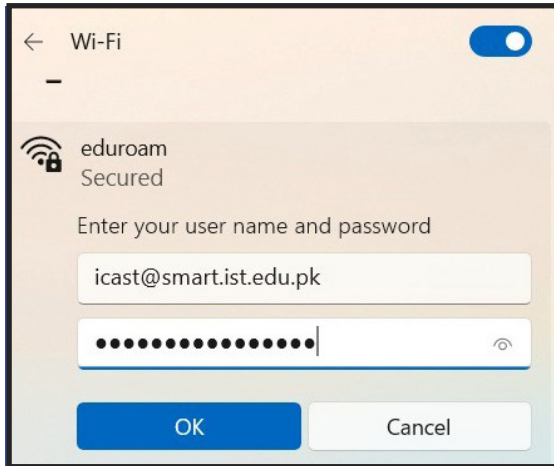 Wi-Fi
eduroam
Secured
Enter your user name and password
icast@smart.ist.edu.pk
••••••••••••••••
OK
Cancel